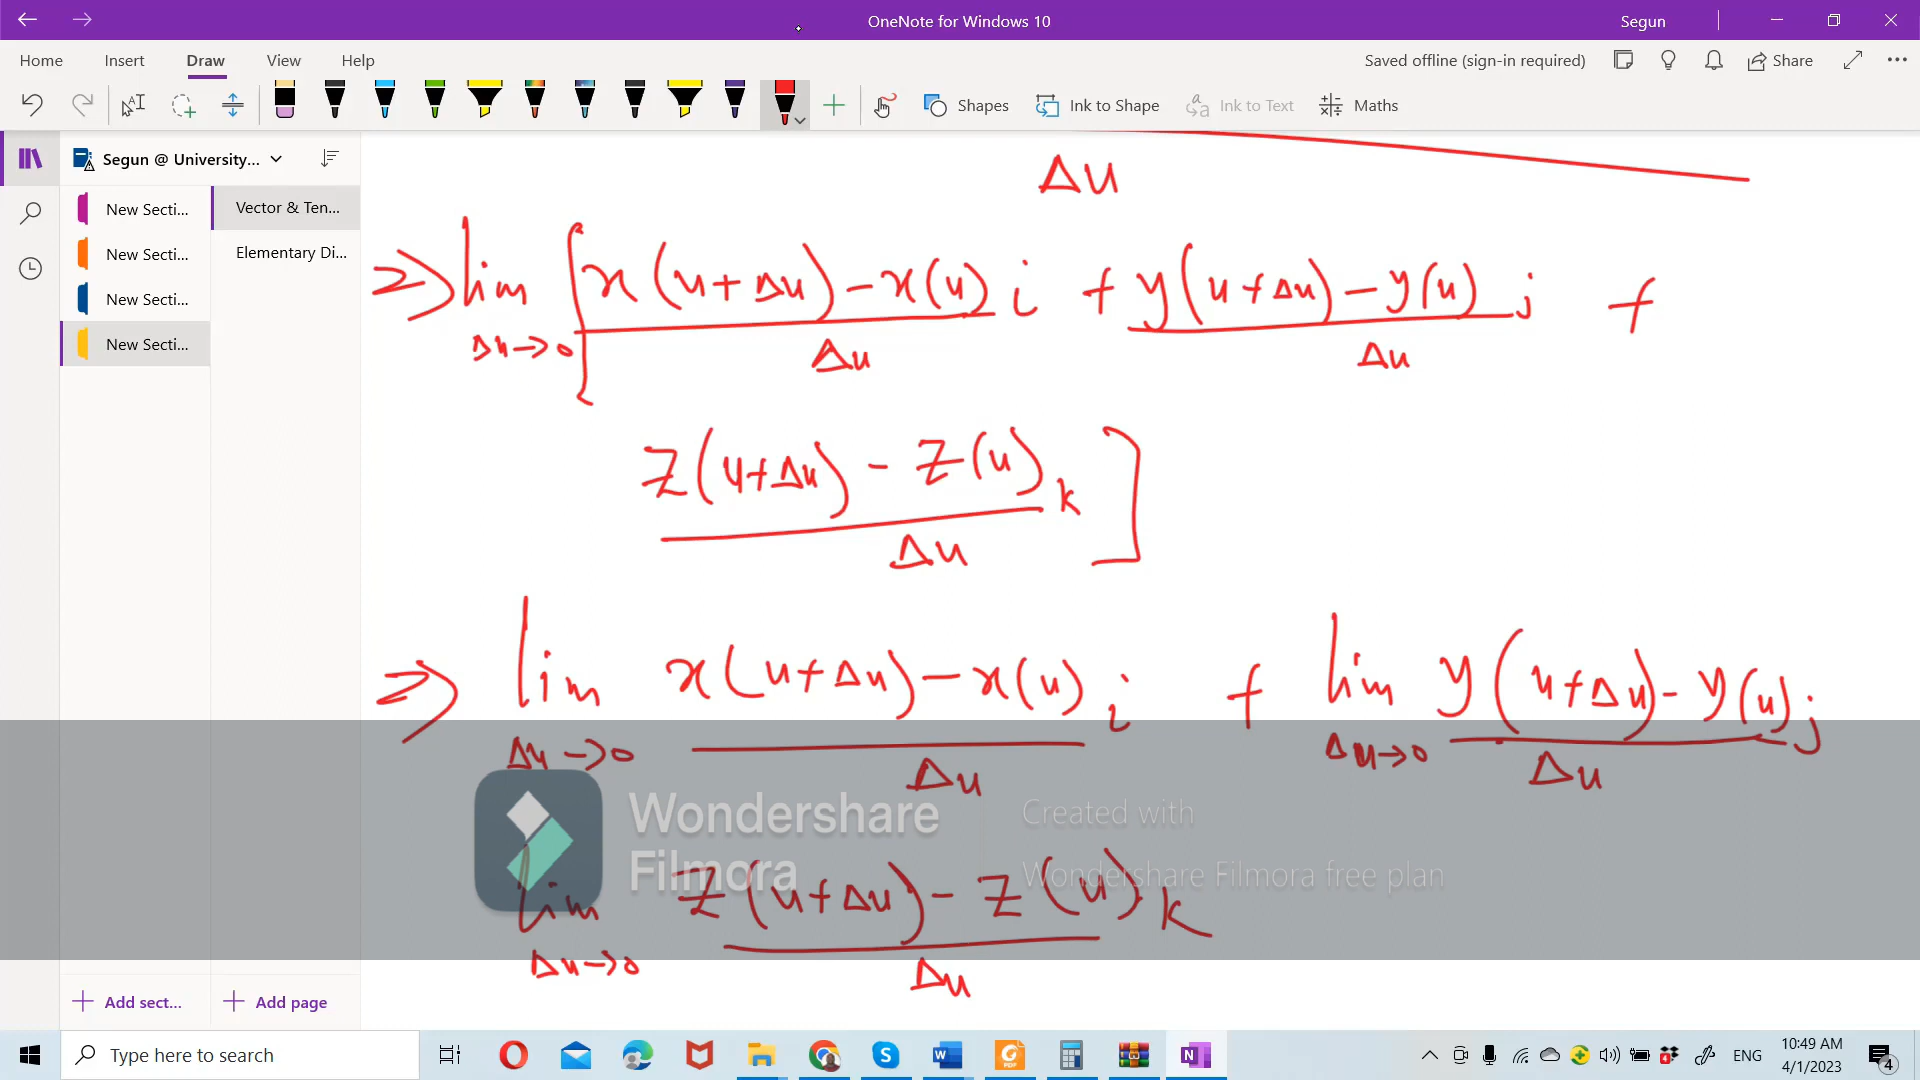 OneNote for Windows 10
Segun
Home Insert Draw View Help
Saved offline (sign-in required)
Share
Shapes
Ink to Shape
Ink to Text
Maths
Segun @ University...
New Secti...
New Secti...
New Secti...
New Secti...
Vector & Ten...
Elementary Di...
Δu
=> lim [ x(u+Δu) - x(u) i + y(u+Δu) - y(u) j +
Δu→0 Δu Δu
z(u+Δu) - z(u) k ]
Δu
=> lim x(u+Δu) - x(u) i + lim y(u+Δu) - y(u) j
Δu→0 Δu Δu→0 Δu
Wondershare
Filmora
Created with
Wondershare Filmora free plan
lim z(u+Δu) - z(u) k
Δu→0 Δu
Add sect...
Add page
Type here to search
ENG
10:49 AM
4/1/2023
4